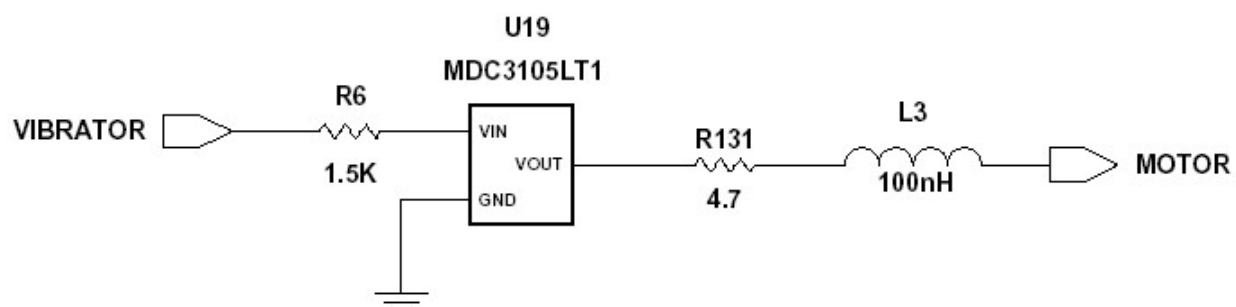 U19
MDC3105LT1
R6
VIBRATOR
VIN
1.5K
VOUT
GND
R131
4.7
L3
100nH
MOTOR